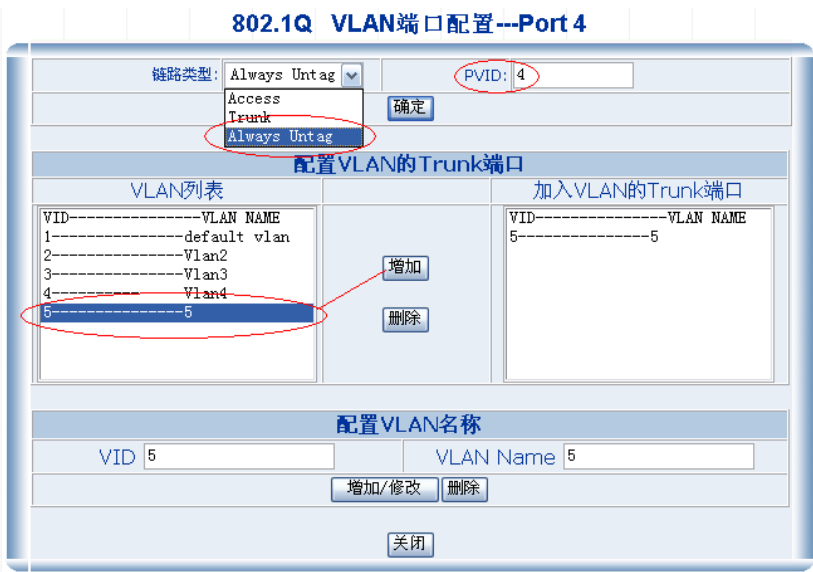 802.1Q VLAN端口配置---Port 4
链路类型: Always Untag PVID: 4
Access
Trunk
Always Untag
确定
配置VLAN的Trunk端口
VLAN列表 加入VLAN的Trunk端口
VID---------------VLAN NAME
1---------------default vlan
2---------------Vlan2
3---------------Vlan3
4---------------Vlan4
5---------------5
增加
删除
VID---------------VLAN NAME
5---------------5
配置VLAN名称
VID 5 VLAN Name 5
增加/修改 删除
关闭